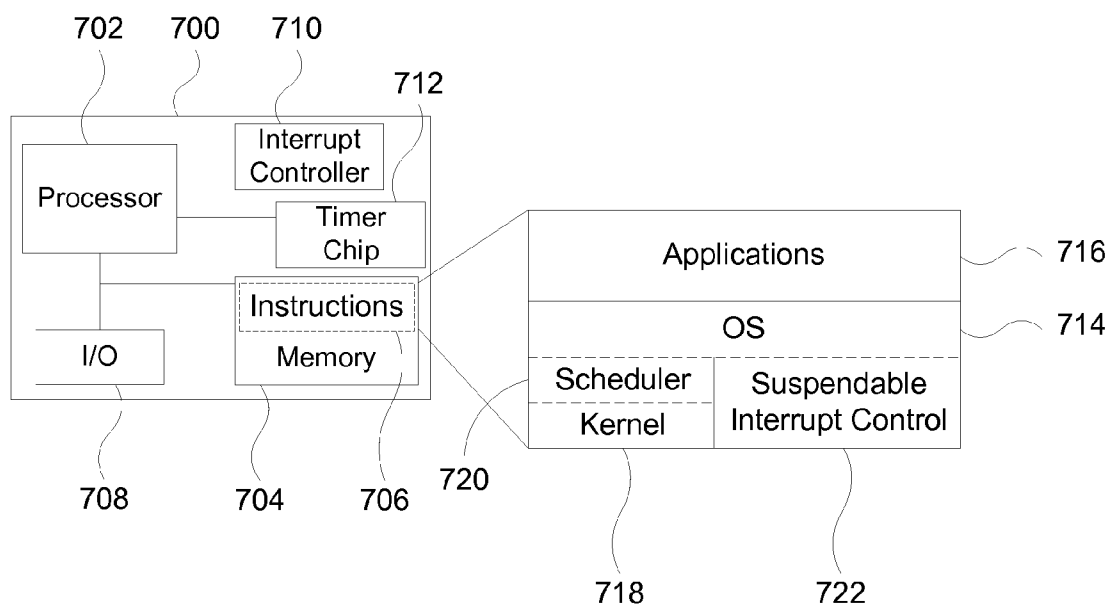 702
700
710
712
Interrupt
Controller
Processor
Timer
Chip
Instructions
I/O
Memory
708
704
706
Applications
716
OS
714
Scheduler
Suspendable
Interrupt Control
Kernel
720
718
722